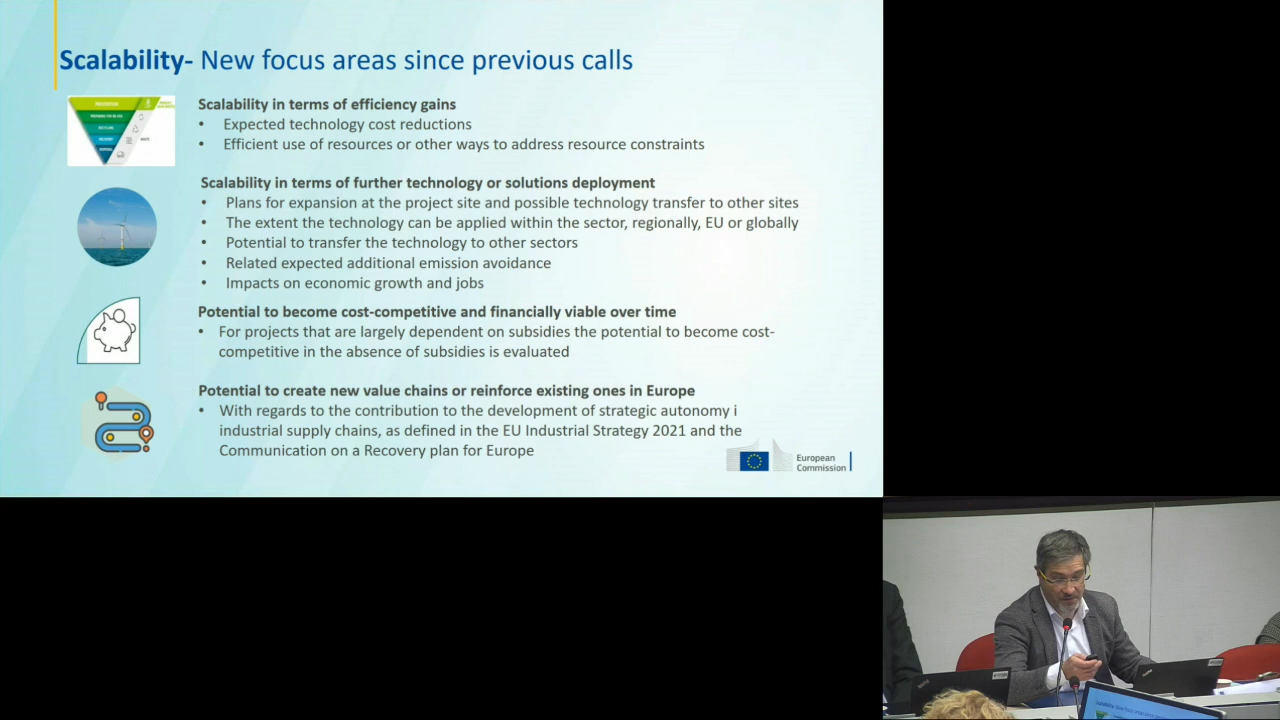 Scalability- New focus areas since previous calls
Scalability in terms of efficiency gains
• Expected technology cost reductions
• Efficient use of resources or other ways to address resource constraints
Scalability in terms of further technology or solutions deployment
• Plans for expansion at the project site and possible technology transfer to other sites
• The extent the technology can be applied within the sector, regionally, EU or globally
• Potential to transfer the technology to other sectors
• Related expected additional emission avoidance
• Impacts on economic growth and jobs
Potential to become cost-competitive and financially viable over time
• For projects that are largely dependent on subsidies the potential to become cost-
competitive in the absence of subsidies is evaluated
Potential to create new value chains or reinforce existing ones in Europe
• With regards to the contribution to the development of strategic autonomy i
industrial supply chains, as defined in the EU Industrial Strategy 2021 and the
Communication on a Recovery plan for Europe
European
Commission